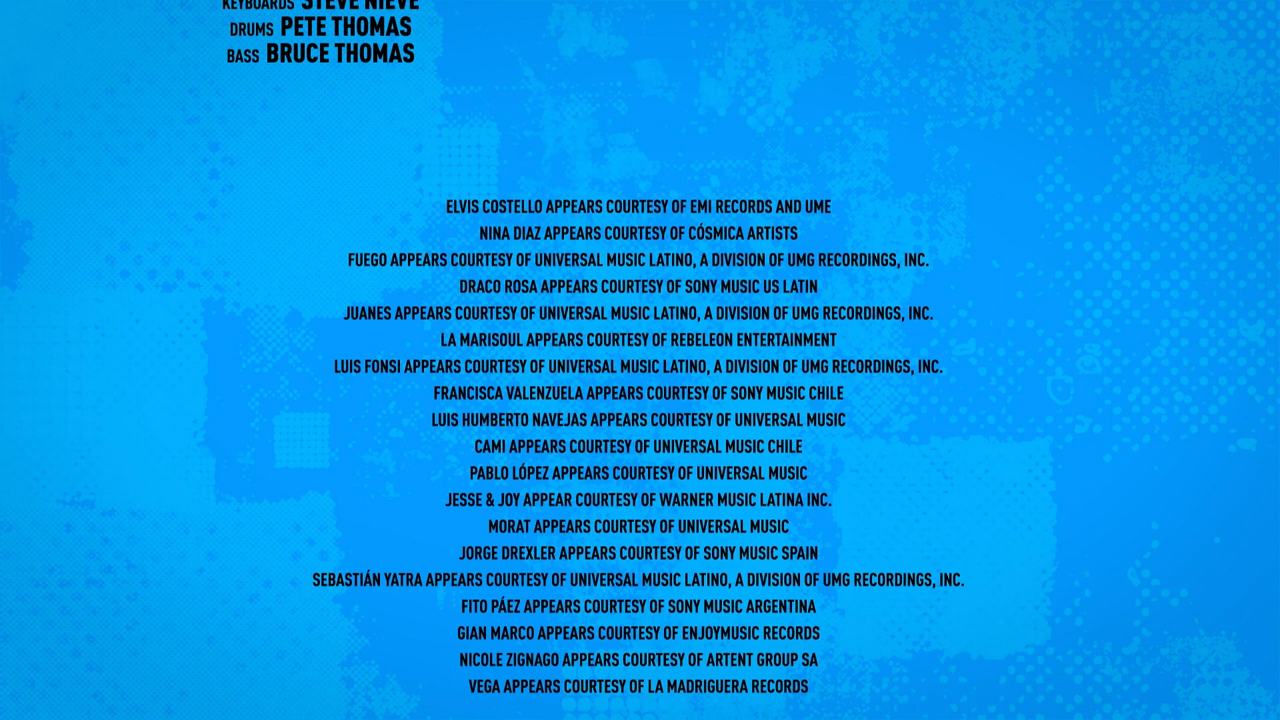 KEYBOARDS STEVE NIEVE
DRUMS PETE THOMAS
BASS BRUCE THOMAS
ELVIS COSTELLO APPEARS COURTESY OF EMI RECORDS AND UME
NINA DIAZ APPEARS COURTESY OF CÓSMICA ARTISTS
FUEGO APPEARS COURTESY OF UNIVERSAL MUSIC LATINO, A DIVISION OF UMG RECORDINGS, INC.
DRACO ROSA APPEARS COURTESY OF SONY MUSIC US LATIN
JUANES APPEARS COURTESY OF UNIVERSAL MUSIC LATINO, A DIVISION OF UMG RECORDINGS, INC.
LA MARISOUL APPEARS COURTESY OF REBELEON ENTERTAINMENT
LUIS FONSI APPEARS COURTESY OF UNIVERSAL MUSIC LATINO, A DIVISION OF UMG RECORDINGS, INC.
FRANCISCA VALENZUELA APPEARS COURTESY OF SONY MUSIC CHILE
LUIS HUMBERTO NAVEJAS APPEARS COURTESY OF UNIVERSAL MUSIC
CAMI APPEARS COURTESY OF UNIVERSAL MUSIC CHILE
PABLO LÓPEZ APPEARS COURTESY OF UNIVERSAL MUSIC
JESSE & JOY APPEAR COURTESY OF WARNER MUSIC LATINA INC.
MORAT APPEARS COURTESY OF UNIVERSAL MUSIC
JORGE DREXLER APPEARS COURTESY OF SONY MUSIC SPAIN
SEBASTIÁN YATRA APPEARS COURTESY OF UNIVERSAL MUSIC LATINO, A DIVISION OF UMG RECORDINGS, INC.
FITO PÁEZ APPEARS COURTESY OF SONY MUSIC ARGENTINA
GIAN MARCO APPEARS COURTESY OF ENJOYMUSIC RECORDS
NICOLE ZIGNAGO APPEARS COURTESY OF ARTENT GROUP SA
VEGA APPEARS COURTESY OF LA MADRIGUERA RECORDS